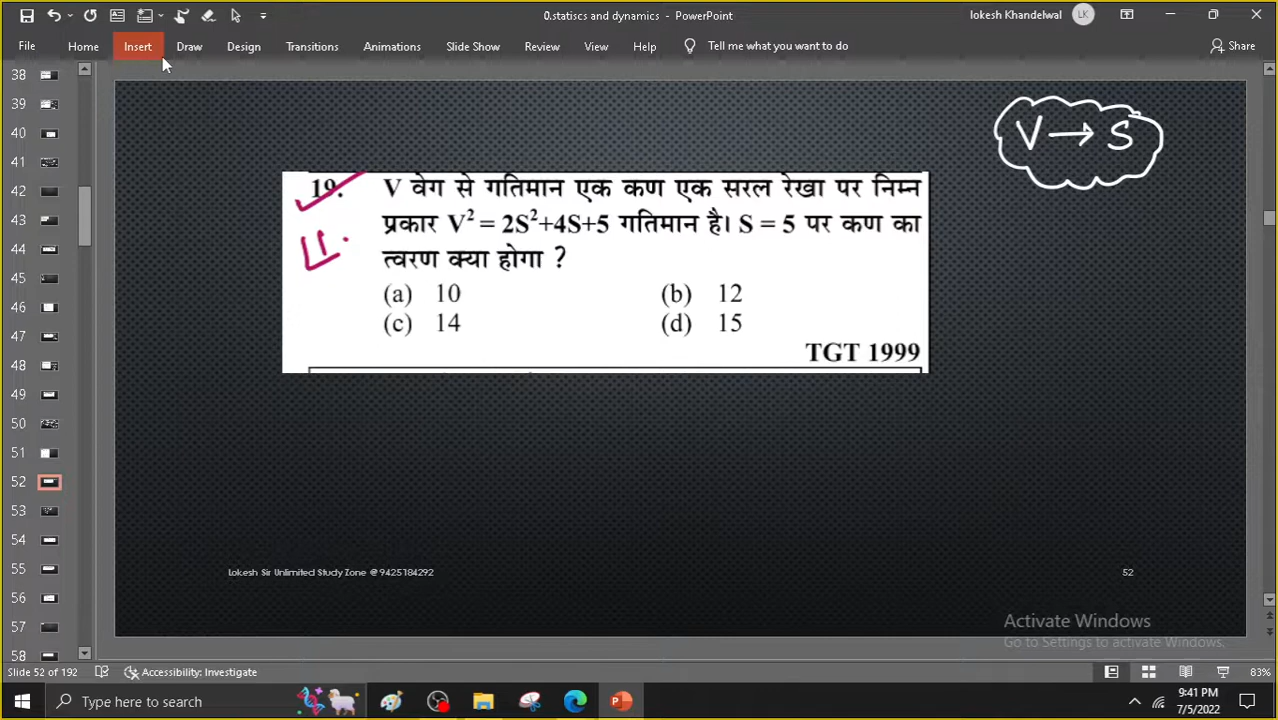 0.statiscs and dynamics - PowerPoint
lokesh Khandelwal
LK
File Home Insert Draw Design Transitions Animations Slide Show Review View Help Tell me what you want to do Share
38
39
40
41
42
43
44
45
46
47
48
49
50
51
52
53
54
55
56
57
58
V → S
19. V वेग से गतिमान एक कण एक सरल रेखा पर निम्न
प्रकार V² = 2S²+4S+5 गतिमान है। S = 5 पर कण का
त्वरण क्या होगा ?
(a) 10 (b) 12
(c) 14 (d) 15
TGT 1999
Lokesh Sir Unlimited Study Zone @9425184292
52
Activate Windows
Go to Settings to activate Windows.
Slide 52 of 192
Accessibility: Investigate
83%
Type here to search
9:41 PM
7/5/2022